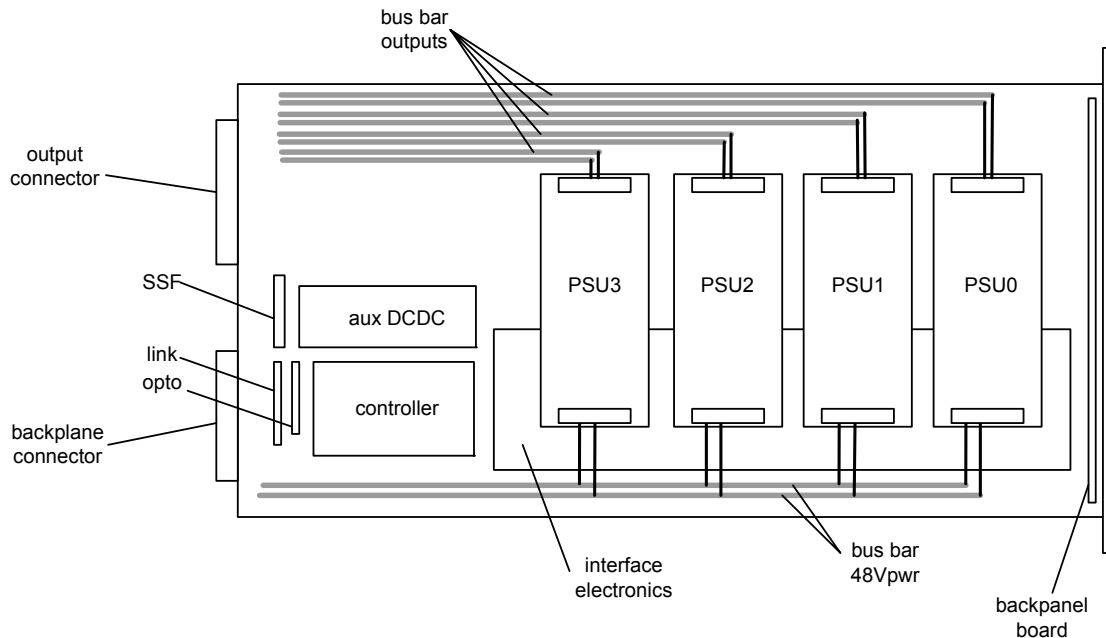 bus bar
outputs
output
connector
SSF
aux DCDC
PSU3
PSU2
PSU1
PSU0
link
opto
controller
backplane
connector
interface
electronics
bus bar
48Vpwr
backpanel
board